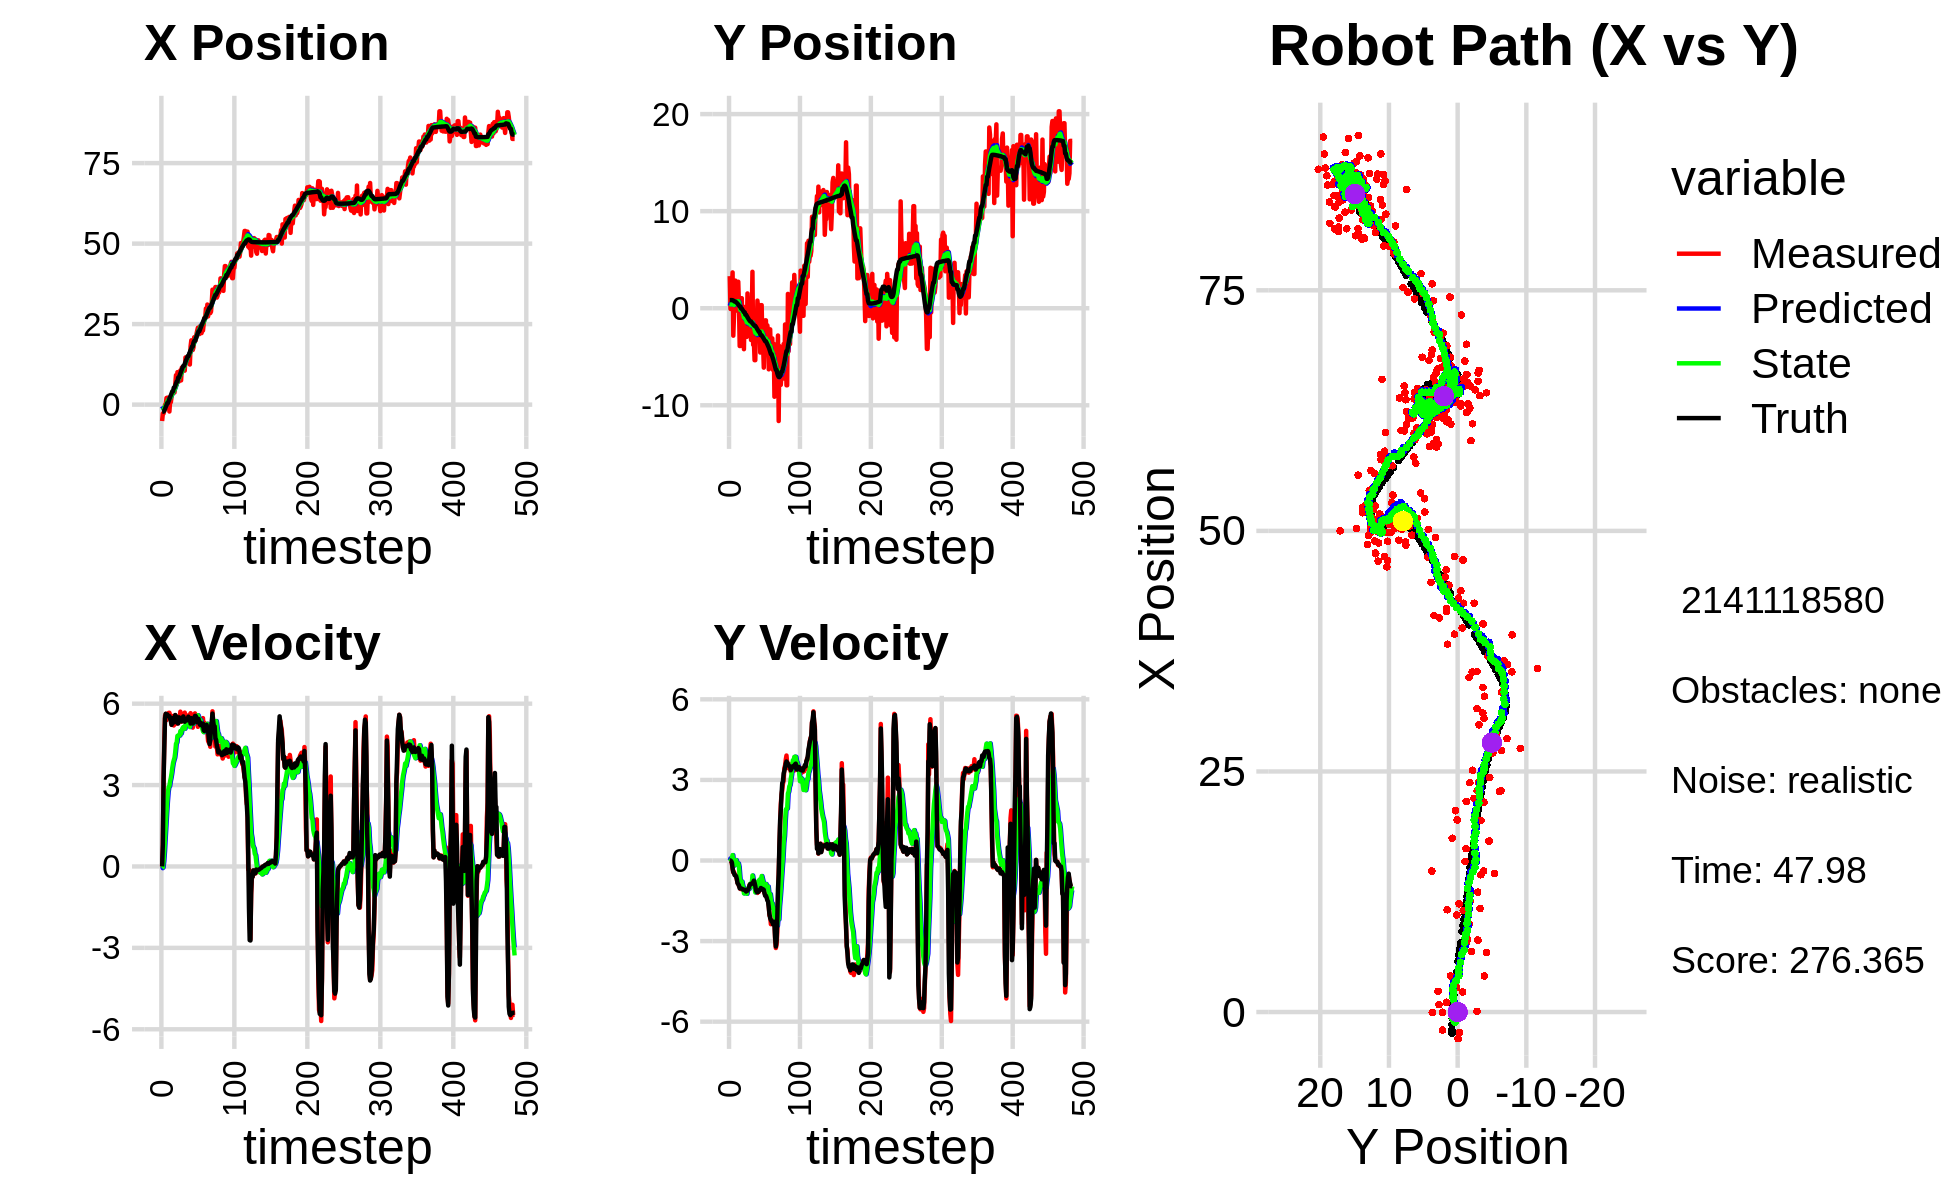 X Position
75
50
25
0
0
100
200
300
400
500
timestep
Y Position
20
10
0
-10
0
100
200
300
400
500
timestep
X Velocity
6
3
0
-3
-6
0
100
200
300
400
500
timestep
Y Velocity
6
3
0
-3
-6
0
100
200
300
400
500
timestep
Robot Path (X vs Y)
X Position
75
50
25
0
20
10
0
-10
-20
Y Position
variable
Measured
Predicted
State
Truth
2141118580
Obstacles: none
Noise: realistic
Time: 47.98
Score: 276.365